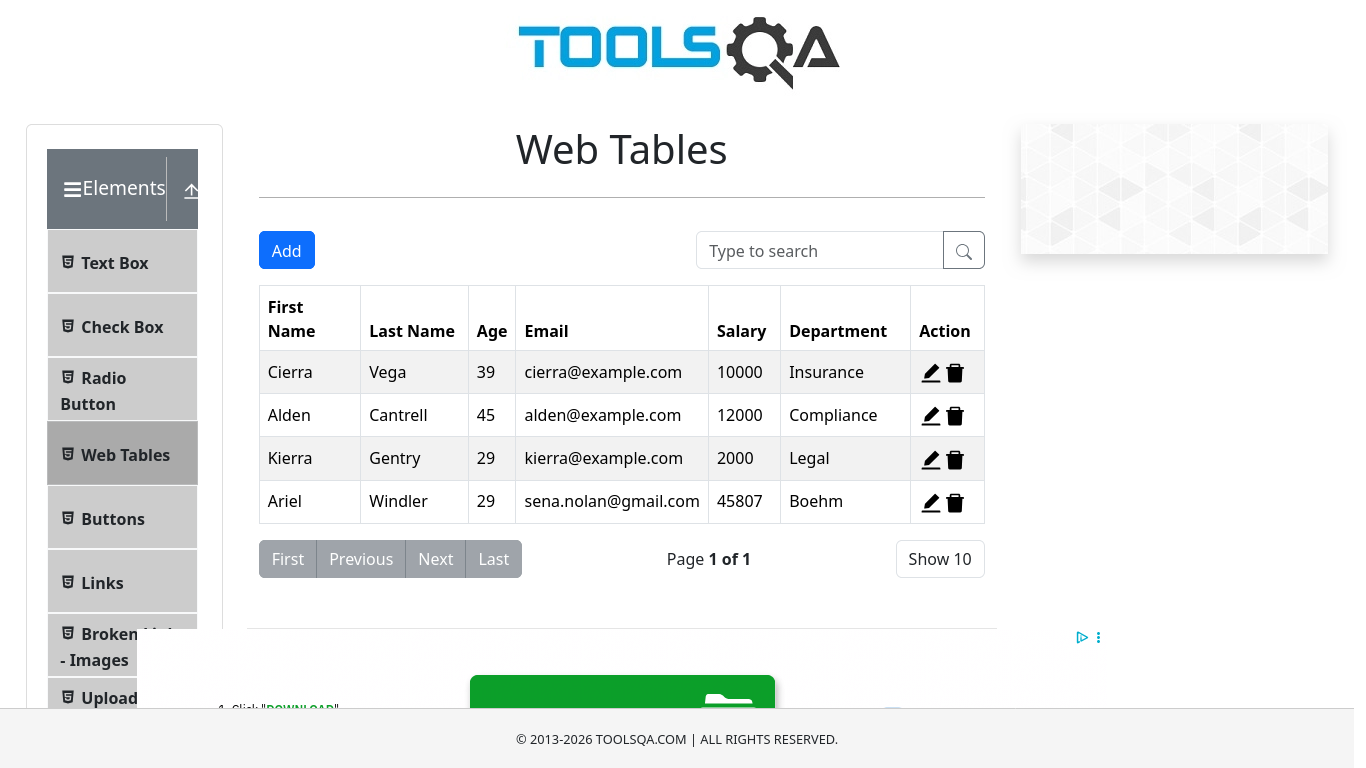 TOOLSQA
Elements
Text Box
Check Box
Radio
Button
Web Tables
Buttons
Links
Broken
- Images
Upload
Web Tables
Add
Type to search
First Name Last Name Age Email Salary Department Action
Cierra Vega 39 cierra@example.com 10000 Insurance
Alden Cantrell 45 alden@example.com 12000 Compliance
Kierra Gentry 29 kierra@example.com 2000 Legal
Ariel Windler 29 sena.nolan@gmail.com 45807 Boehm
First Previous Next Last
Page 1 of 1
Show 10
1. Click "DOWNLOAD"
© 2013-2026 TOOLSQA.COM | ALL RIGHTS RESERVED.